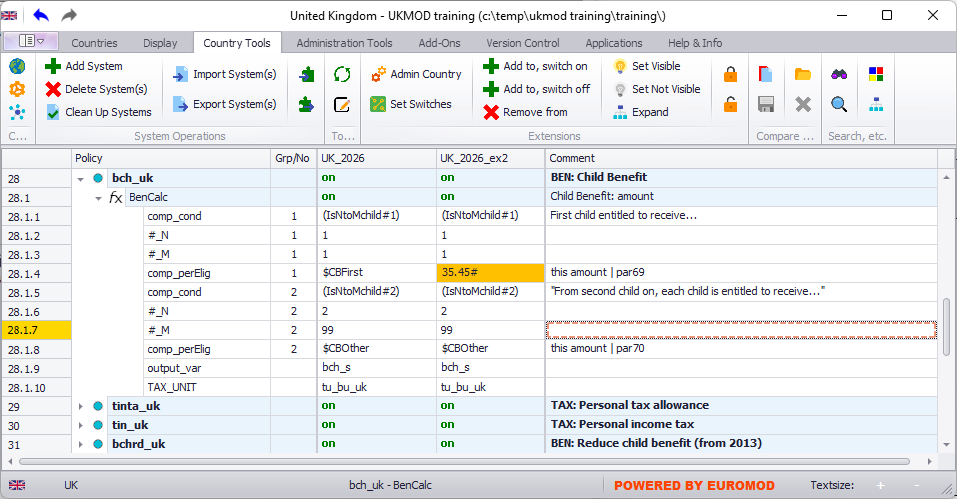 United Kingdom - UKMOD training (c:\temp\ukmod training\training\)
Countries Display Country Tools Administration Tools Add-Ons Version Control Applications Help & Info
Add System Import System(s) Admin Country Add to, switch on Set Visible
Delete System(s) Add to, switch off Set Not Visible
Clean Up Systems Export System(s) Set Switches Remove from Expand
C... System Operations To... Extensions Compare ... Search, etc.
Policy Grp/No UK_2026 UK_2026_ex2 Comment
28 bch_uk on on BEN: Child Benefit
28.1 fx BenCalc on on Child Benefit: amount
28.1.1 comp_cond 1 (IsNtoMchild#1) (IsNtoMchild#1) First child entitled to receive...
28.1.2 #_N 1 1 1
28.1.3 #_M 1 1 1
28.1.4 comp_perElig 1 $CBFirst 35.45# this amount | par69
28.1.5 comp_cond 2 (IsNtoMchild#2) (IsNtoMchild#2) "From second child on, each child is entitled to receive..."
28.1.6 #_N 2 2 2
28.1.7 #_M 2 99 99
28.1.8 comp_perElig 2 $CBOther $CBOther this amount | par70
28.1.9 output_var bch_s bch_s
28.1.10 TAX_UNIT tu_bu_uk tu_bu_uk
29 tinta_uk on on TAX: Personal tax allowance
30 tin_uk on on TAX: Personal income tax
31 bchrd_uk on on BEN: Reduce child benefit (from 2013)
UK bch_uk - BenCalc POWERED BY EUROMOD Textsize: + -